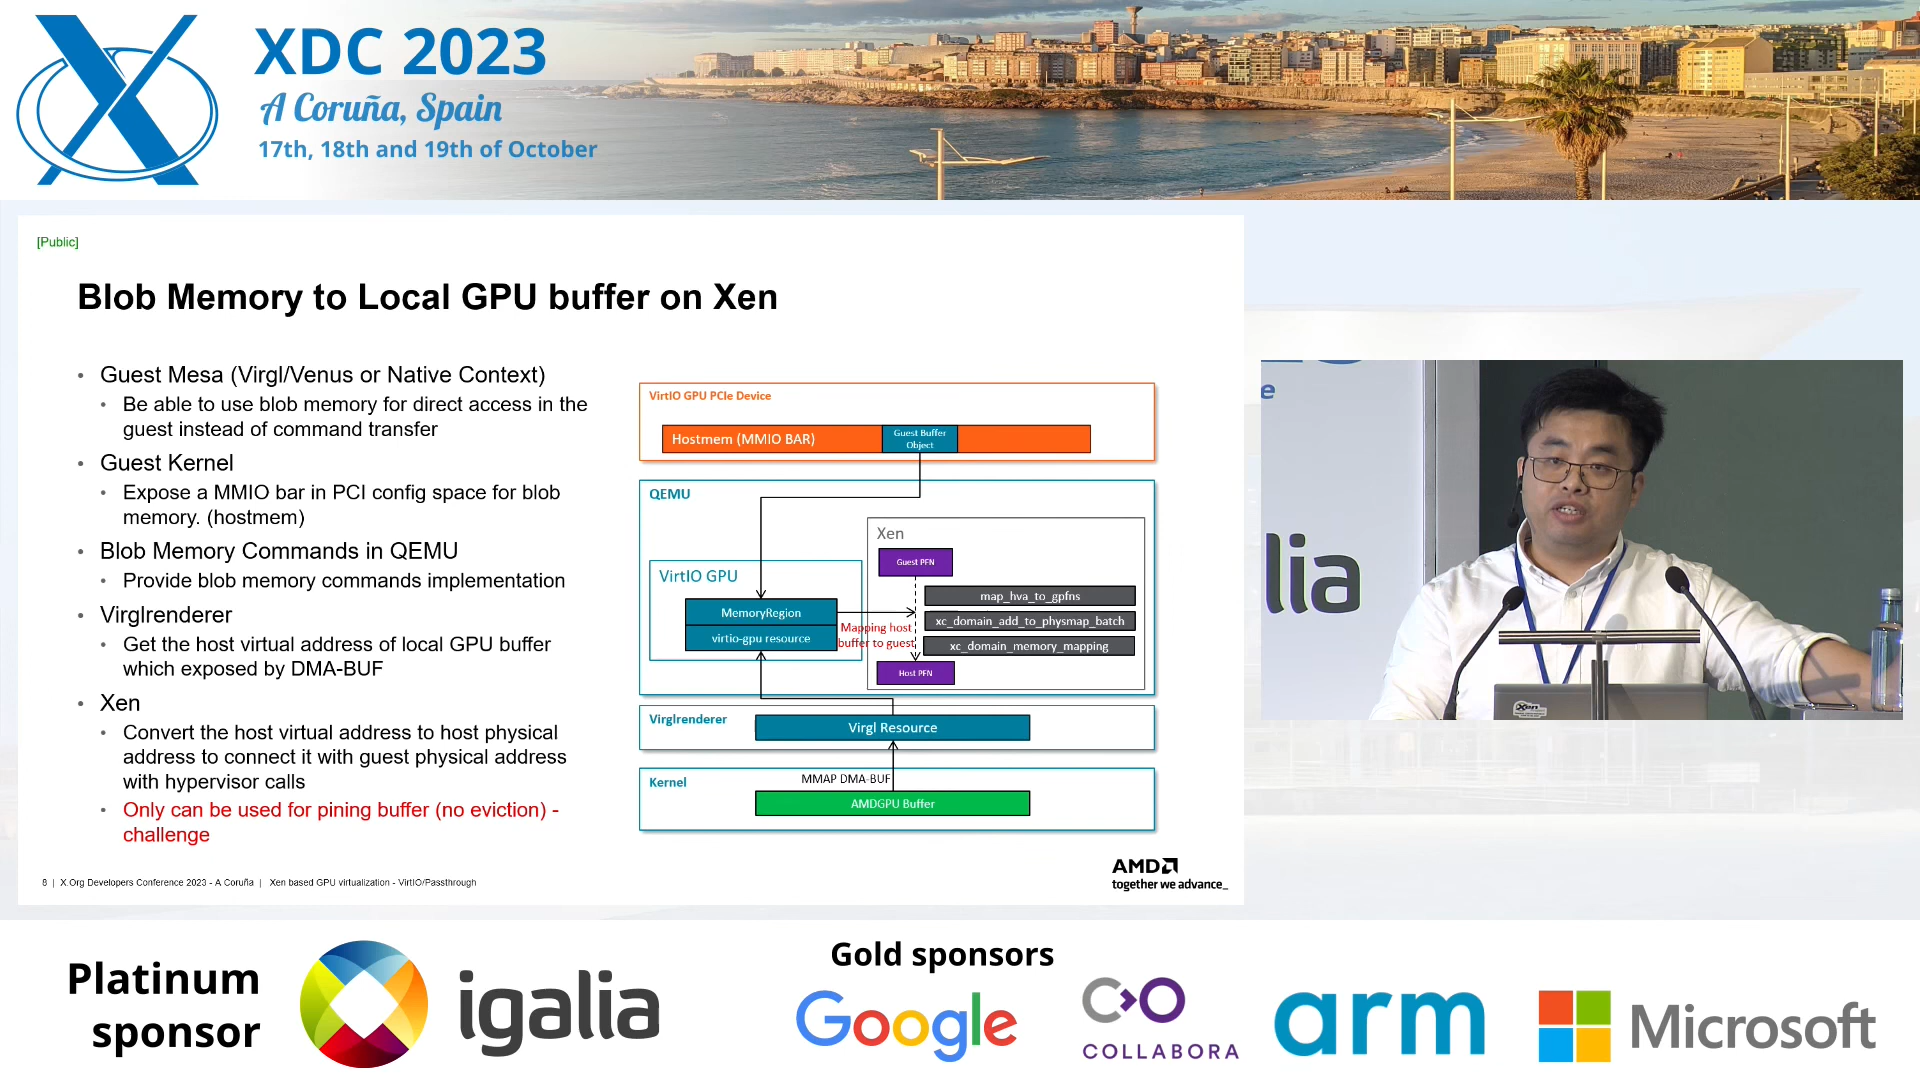 XDC 2023
A Coruña, Spain
17th, 18th and 19th of October
[Public]
Blob Memory to Local GPU buffer on Xen
• Guest Mesa (Virgl/Venus or Native Context)
• Be able to use blob memory for direct access in the
guest instead of command transfer
• Guest Kernel
• Expose a MMIO bar in PCI config space for blob
memory. (hostmem)
• Blob Memory Commands in QEMU
• Provide blob memory commands implementation
• Virglrenderer
• Get the host virtual address of local GPU buffer
which exposed by DMA-BUF
• Xen
• Convert the host virtual address to host physical
address to connect it with guest physical address
with hypervisor calls
• Only can be used for pining buffer (no eviction) -
challenge
VirtIO GPU PCIe Device
Hostmem (MMIO BAR)
Guest Buffer
Object
QEMU
Xen
Guest PFN
VirtIO GPU
map_hva_to_gpfns
MemoryRegion
xc_domain_add_to_physmap_batch
Mapping host
buffer to guest
virtio-gpu resource
xc_domain_memory_mapping
Host PFN
Virglrenderer
Virgl Resource
Kernel
MMAP DMA-BUF
AMDGPU Buffer
AMD
together we advance_
8 | X.Org Developers Conference 2023 - A Coruña | Xen based GPU virtualization - VirtIO/Passthrough
e
lia
Xen
Platinum
sponsor
igalia
Gold sponsors
Google
COLLABORA
arm
Microsoft